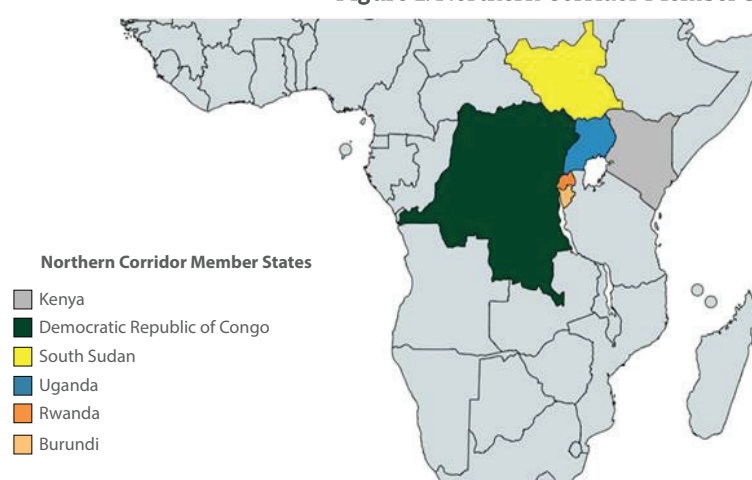 Northern Corridor Member States
Kenya
Democratic Republic of Congo
South Sudan
Uganda
Rwanda
Burundi